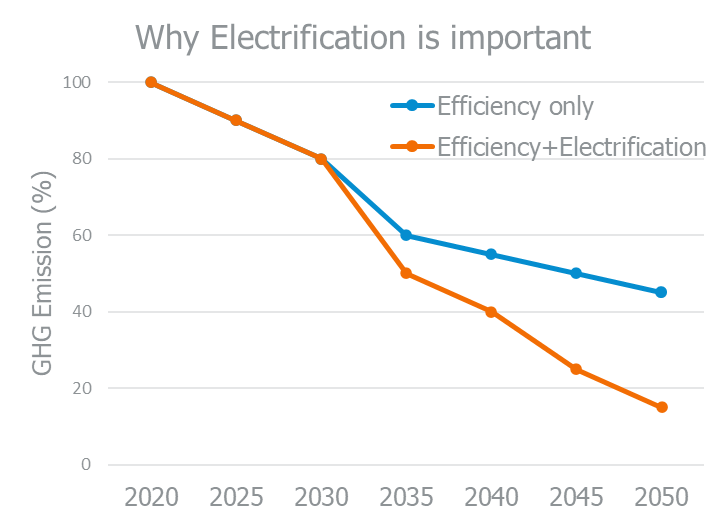 Why Electrification is important
Efficiency only
Efficiency+Electrification
GHG Emission (%)
100
80
60
40
20
0
2020 2025 2030 2035 2040 2045 2050